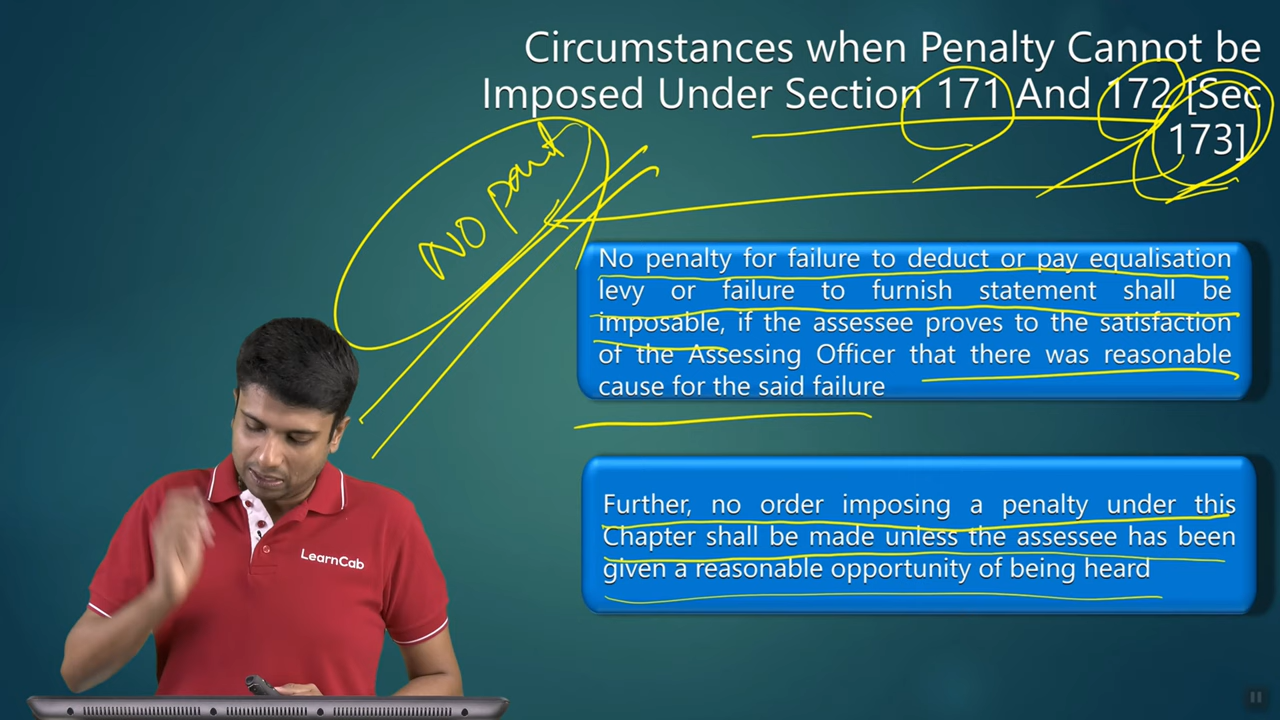 Circumstances when Penalty Cannot be
Imposed Under Section 171 And 172 [Sec
173]
No
No penalty for failure to deduct or pay equalisation
levy or failure to furnish statement shall be
imposable, if the assessee proves to the satisfaction
of the Assessing Officer that there was reasonable
cause for the said failure
Further, no order imposing a penalty under this
Chapter shall be made unless the assessee has been
given a reasonable opportunity of being heard
LearnCab